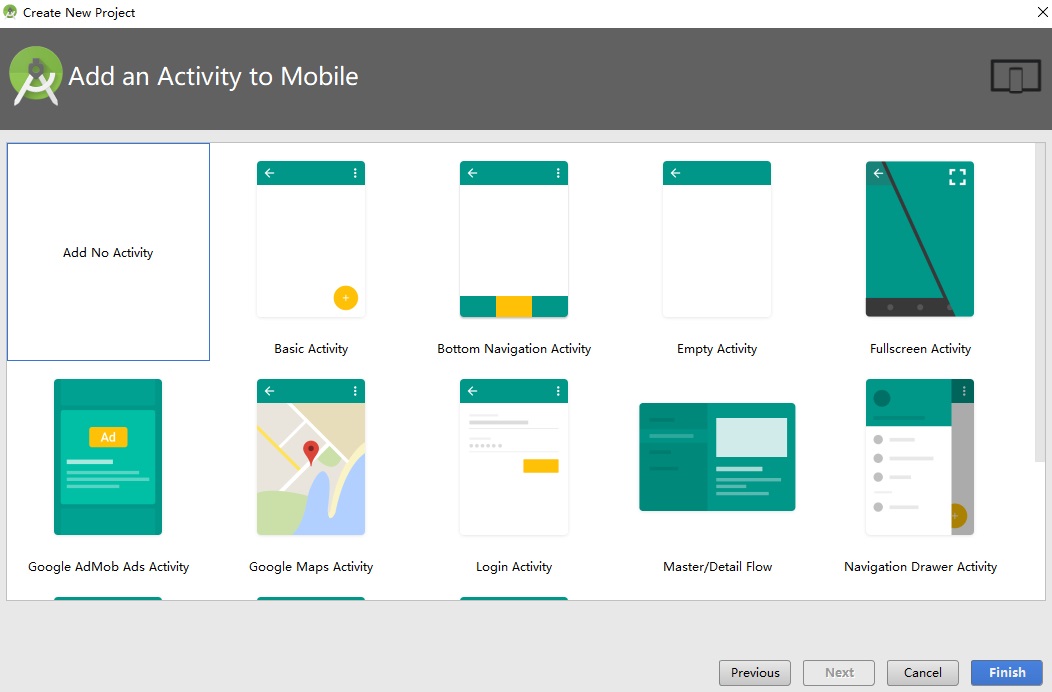 Create New Project
Add an Activity to Mobile
Add No Activity
Basic Activity
Bottom Navigation Activity
Empty Activity
Fullscreen Activity
Ad
Google AdMob Ads Activity
Google Maps Activity
Login Activity
Master/Detail Flow
Navigation Drawer Activity
Previous
Next
Cancel
Finish